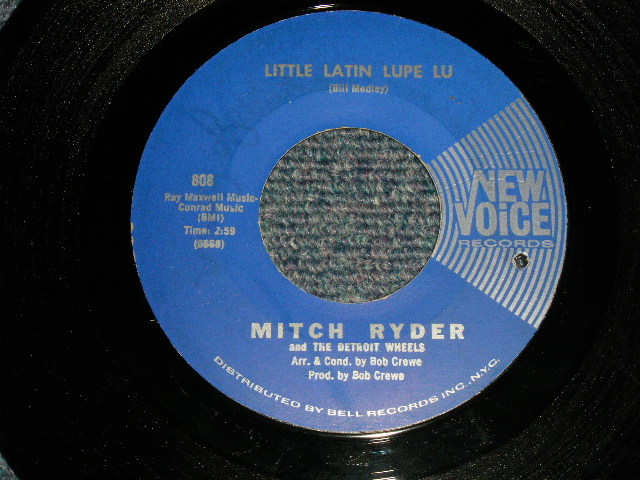 LITTLE LATIN LUPE LU
(Bill Medley)
808
Ray Maxwell Music-
Conrad Music
(BMI)
Time: 2:59
NEW
VOICE
RECORDS
MITCH RYDER
and THE DETROIT WHEELS
Arr. & Cond. by Bob Crewe
Prod. by Bob Crewe
DISTRIBUTED BY BELL RECORDS INC., N.Y.C.